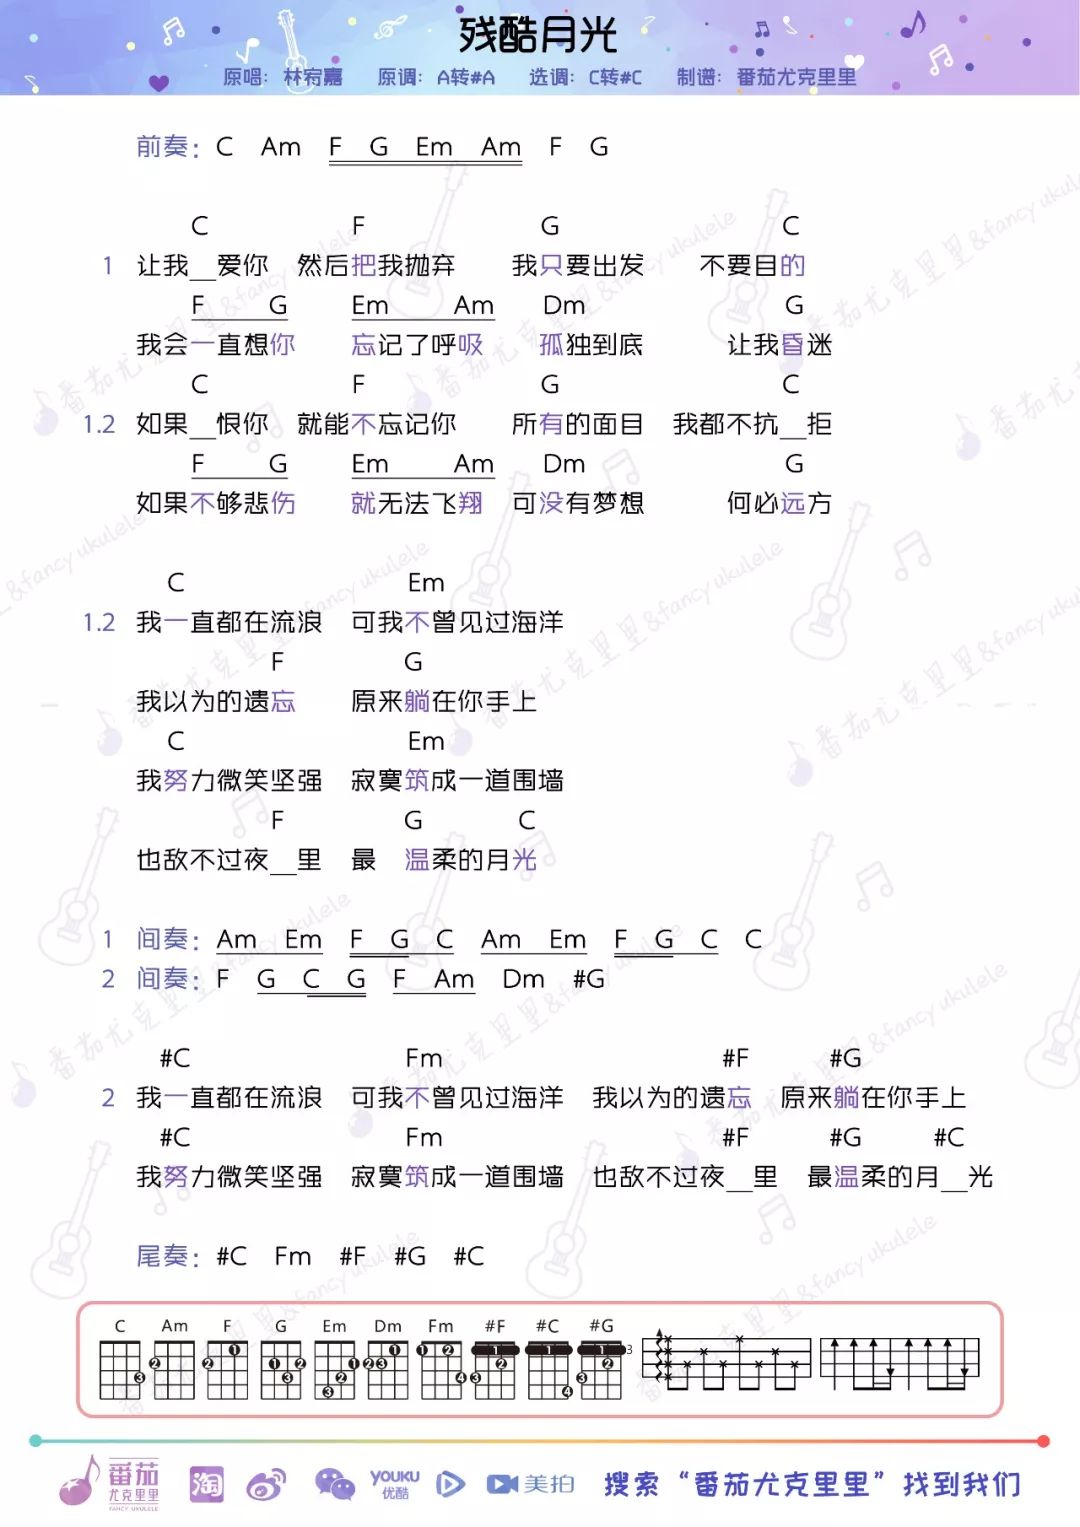 残酷月光
原唱：林宥嘉 原调：A转#A 选调：C转#C 制谱：番茄尤克里里
前奏：C Am F G Em Am F G
C F G C
1 让我__爱你 然后把我抛弃 我只要出发 不要目的
F G Em Am Dm G
我会一直想你 忘记了呼吸 孤独到底 让我昏迷
C F G C
1.2 如果__恨你 就能不忘记你 所有的面目 我都不抗__拒
F G Em Am Dm G
如果不够悲伤 就无法飞翔 可没有梦想 何必远方
C Em
1.2 我一直都在流浪 可我不曾见过海洋
F G
我以为的遗忘 原来躺在你手上
C Em
我努力微笑坚强 寂寞筑成一道围墙
F G C
也敌不过夜__里 最 温柔的月光
1 间奏：Am Em F G C Am Em F G C C
2 间奏：F G C G F Am Dm #G
#C Fm #F #G
2 我一直都在流浪 可我不曾见过海洋 我以为的遗忘 原来躺在你手上
#C Fm #F #G #C
我努力微笑坚强 寂寞筑成一道围墙 也敌不过夜__里 最温柔的月__光
尾奏：#C Fm #F #G #C
C Am F G Em Dm Fm #F #C #G
3
番茄
尤克里里
FANCY UKULELE
淘
YOUKU
优酷
美拍
搜索“番茄尤克里里”找到我们
番茄尤克里里&fancy ukulele